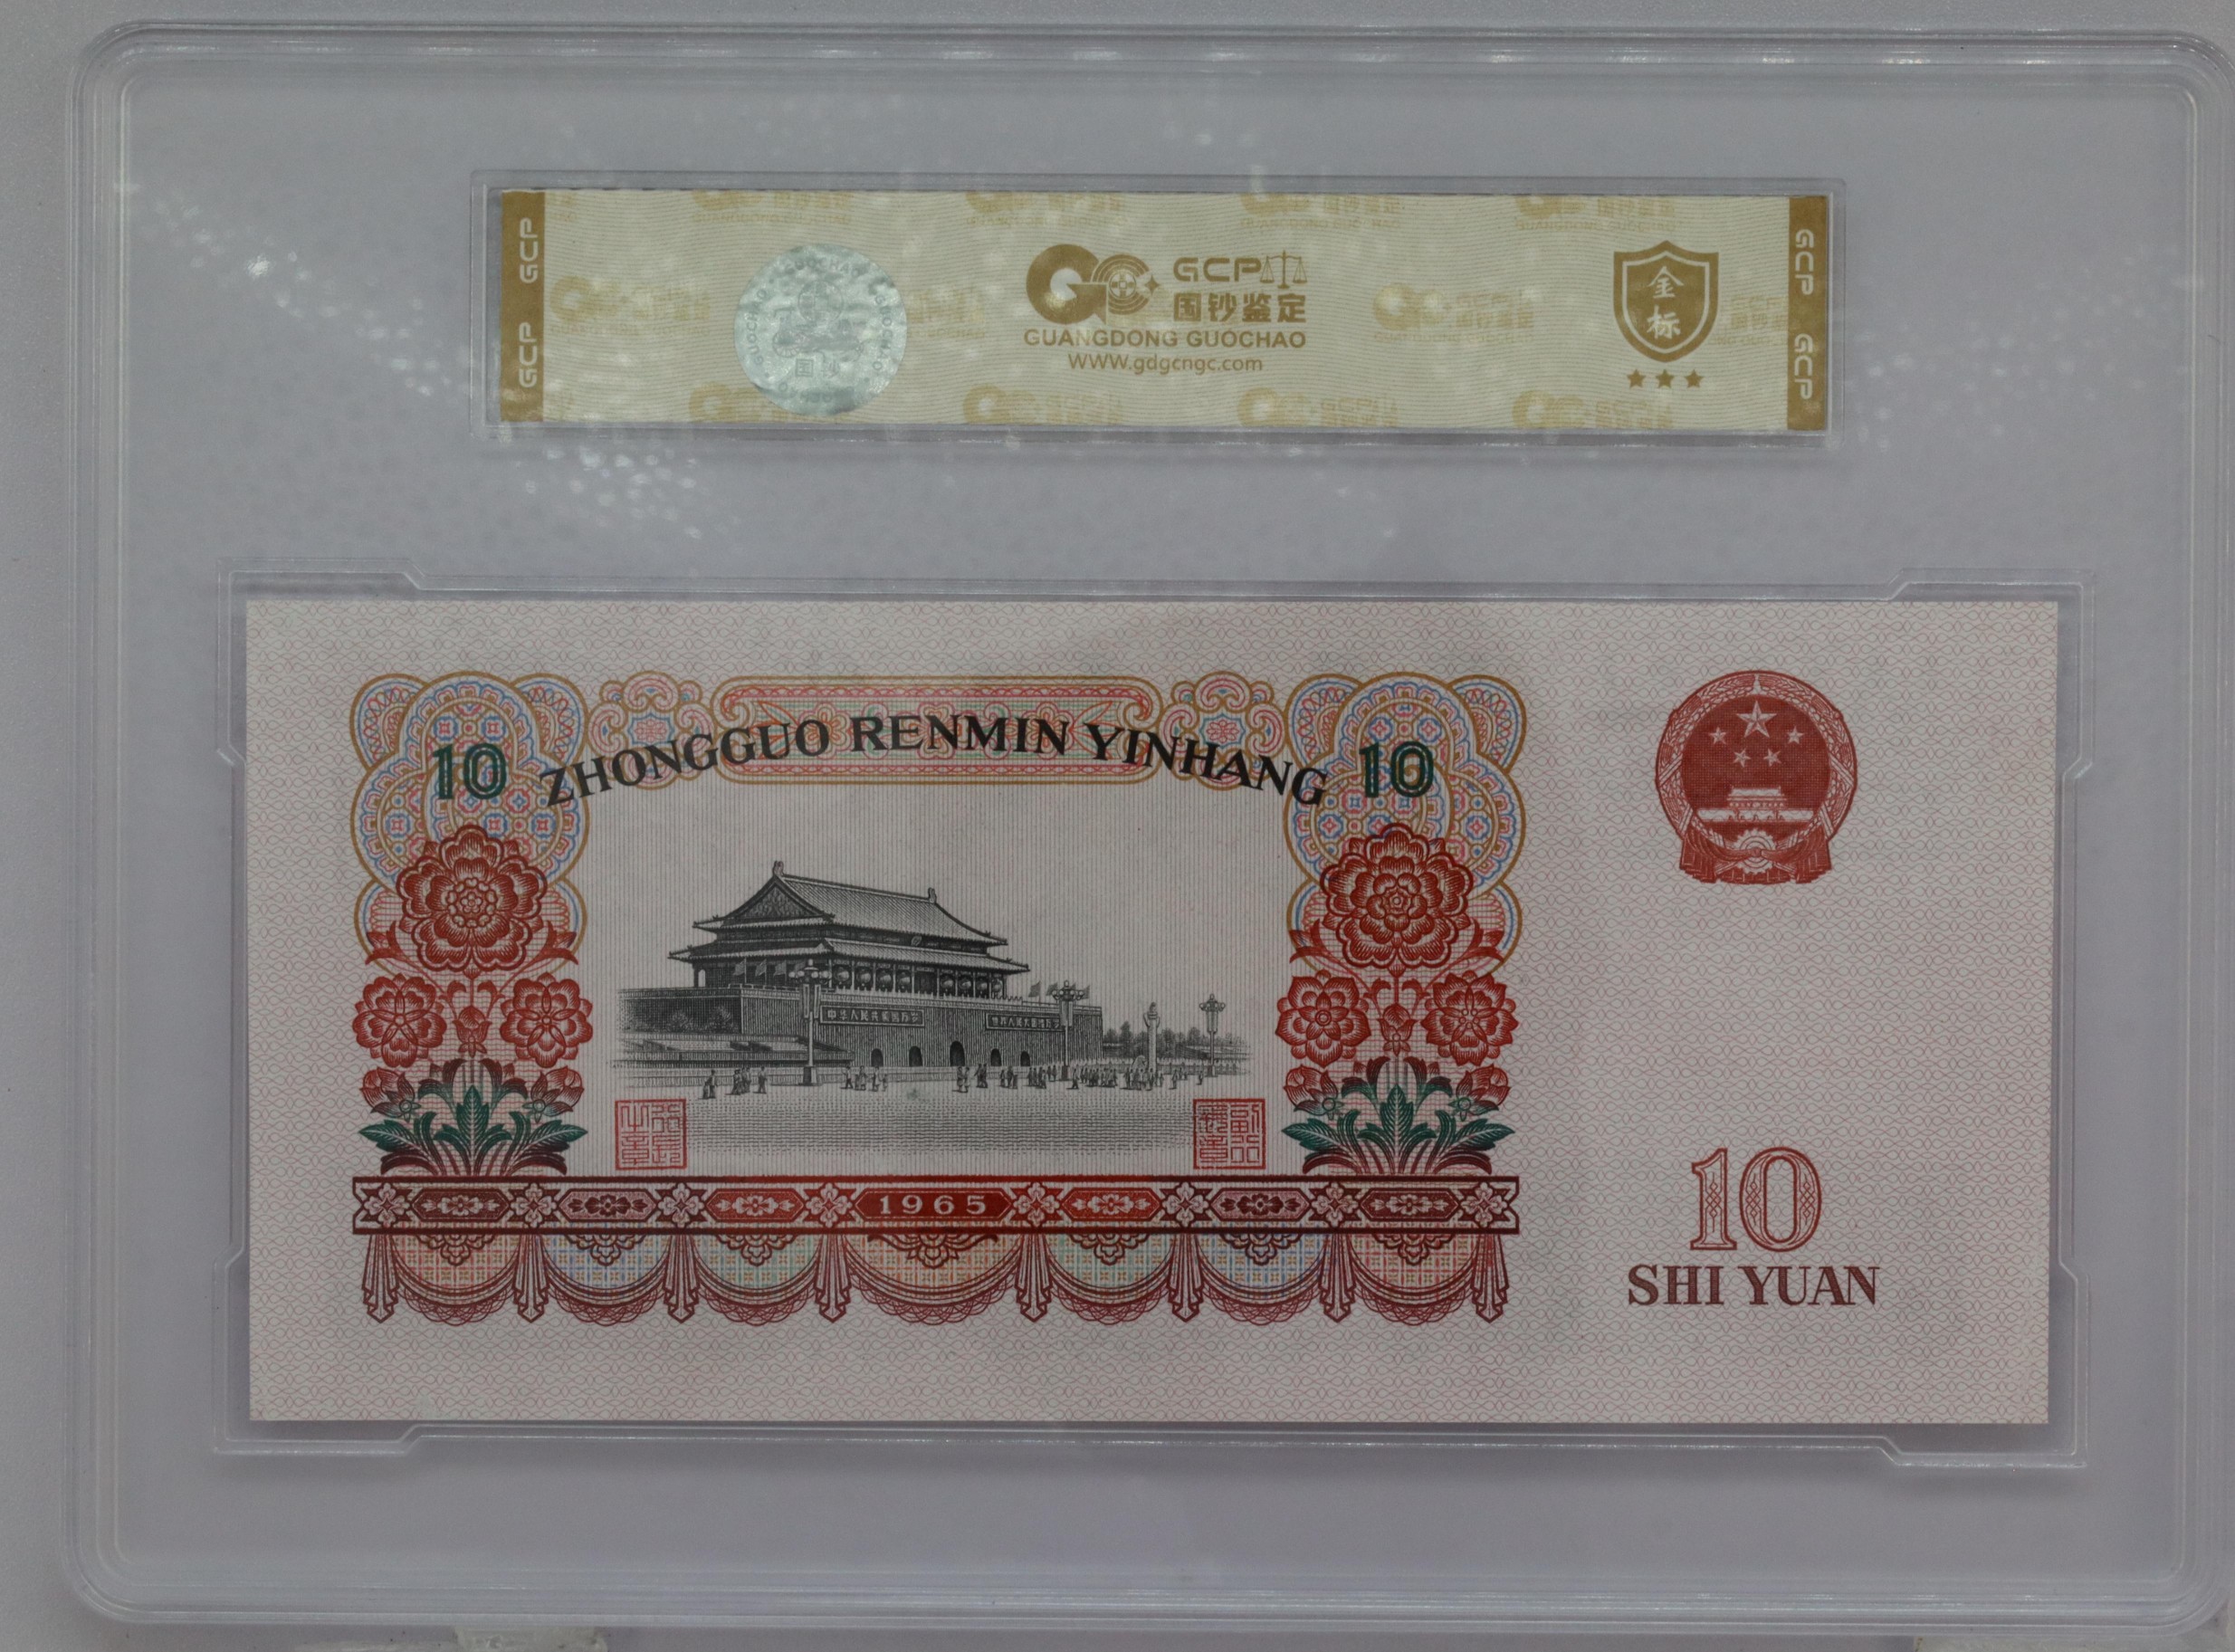 GCP GCP
GCP
国钞鉴定
GUANGDONG GUOCHAO
WWW.gdgcngc.com
金标
GCP GCP
ZHONGGUO RENMIN YINHANG
10
10
1965
10
SHI YUAN